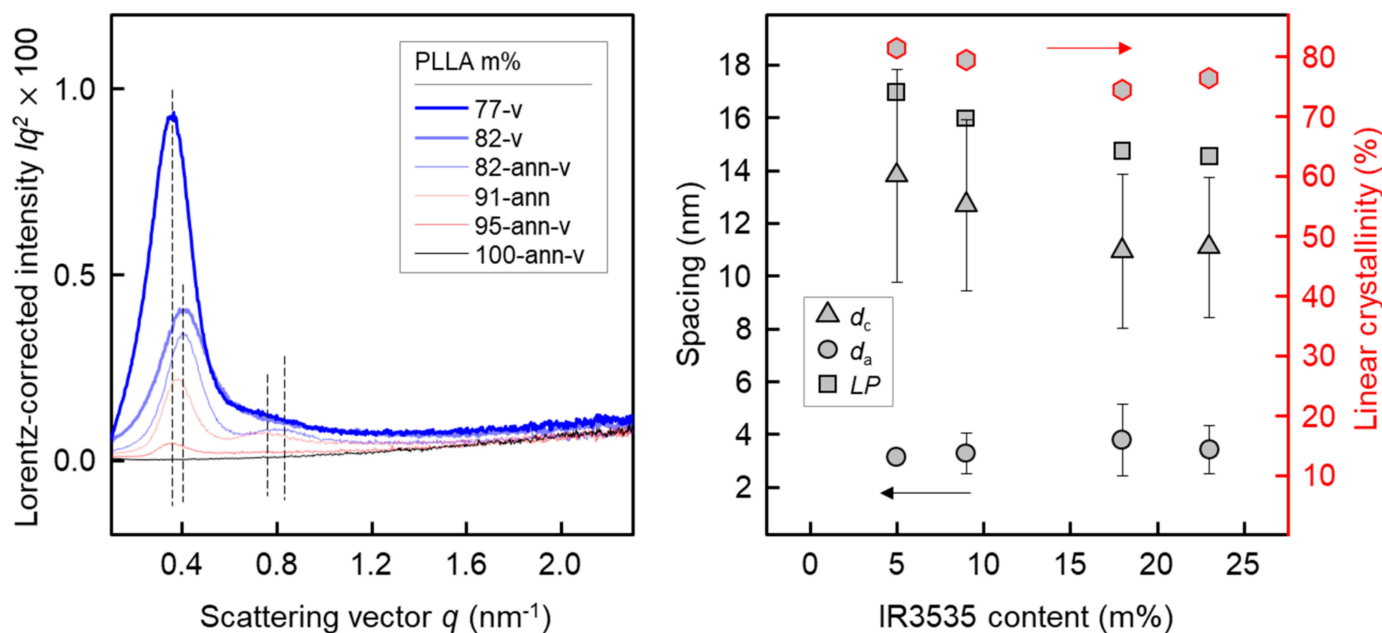 Lorentz-corrected intensity Iq² × 100
1.0
0.5
0.0
PLLA m%
77-v
82-v
82-ann-v
91-ann
95-ann-v
100-ann-v
0.4
0.8
1.2
1.6
2.0
Scattering vector q (nm⁻¹)
Spacing (nm)
18
16
14
12
10
8
6
4
2
dc
da
LP
0
5
10
15
20
25
IR3535 content (m%)
80
70
60
50
40
30
20
10
Linear crystallinity (%)